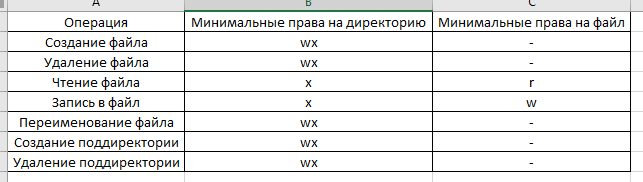 A B C
Операция Минимальные права на директорию Минимальные права на файл
Создание файла wx -
Удаление файла wx -
Чтение файла x r
Запись в файл x w
Переименование файла wx -
Создание поддиректории wx -
Удаление поддиректории wx -